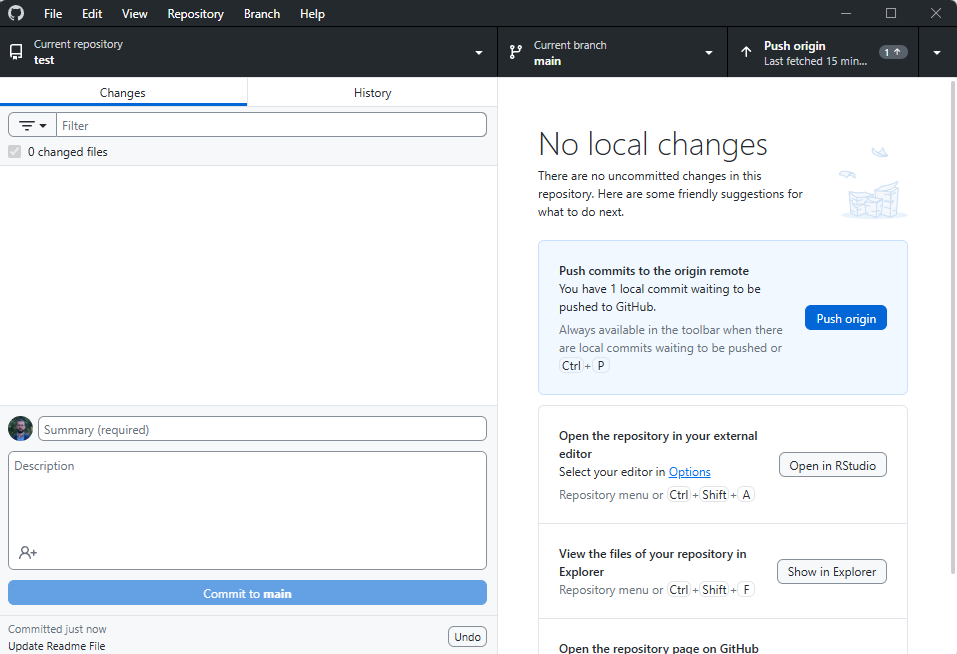 File Edit View Repository Branch Help
Current repository
test
Current branch
main
Push origin
Last fetched 15 min...
1
Changes
History
Filter
0 changed files
No local changes
There are no uncommitted changes in this
repository. Here are some friendly suggestions for
what to do next.
Push commits to the origin remote
You have 1 local commit waiting to be
pushed to GitHub.
Always available in the toolbar when there
are local commits waiting to be pushed or
Ctrl + P
Push origin
Open the repository in your external
editor
Select your editor in Options
Repository menu or Ctrl + Shift + A
Open in RStudio
View the files of your repository in
Explorer
Repository menu or Ctrl + Shift + F
Show in Explorer
Open the repository page on GitHub
Summary (required)
Description
Commit to main
Committed just now
Update Readme File
Undo